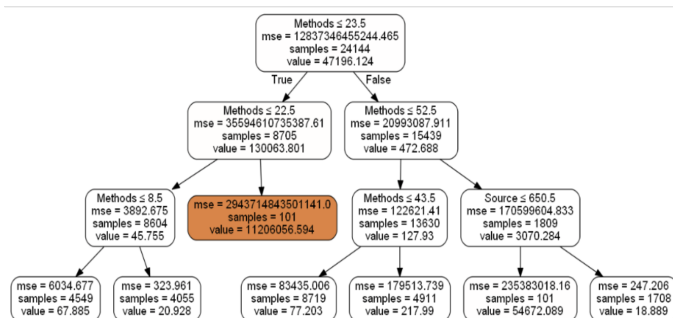 Methods ≤ 23.5
mse = 12837346455244.465
samples = 24144
value = 47196.124
True
False
Methods ≤ 22.5
mse = 35594610735387.61
samples = 8705
value = 130063.801
Methods ≤ 52.5
mse = 20993087.911
samples = 15439
value = 472.688
Methods ≤ 8.5
mse = 3892.675
samples = 8604
value = 45.755
mse = 2943714843501141.0
samples = 101
value = 11206056.594
Methods ≤ 43.5
mse = 122621.41
samples = 13630
value = 127.93
Source ≤ 650.5
mse = 170599604.833
samples = 1809
value = 3070.284
mse = 6034.677
samples = 4549
value = 67.885
mse = 323.961
samples = 4055
value = 20.928
mse = 83435.006
samples = 8719
value = 77.203
mse = 179513.739
samples = 4911
value = 217.99
mse = 235383018.16
samples = 101
value = 54672.089
mse = 247.206
samples = 1708
value = 18.889